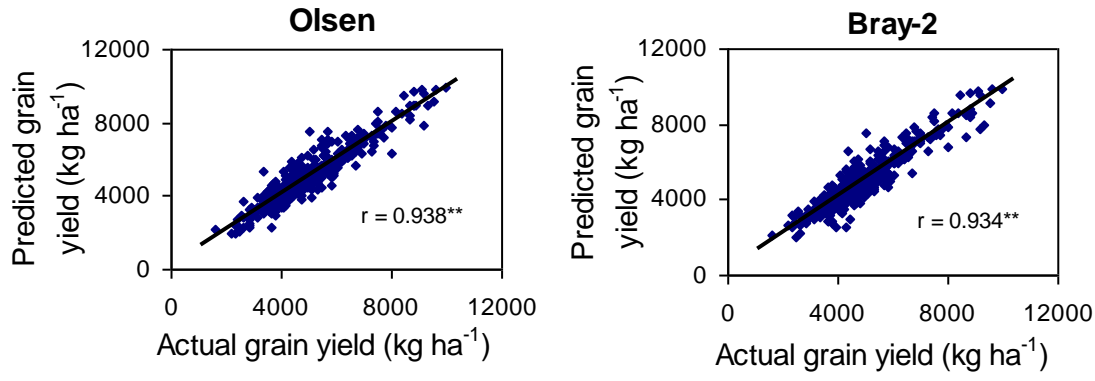 Olsen
12000
8000
4000
0
0 4000 8000 12000
Predicted grain
yield (kg ha⁻¹)
Actual grain yield (kg ha⁻¹)
r = 0.938**
Bray-2
12000
8000
4000
0
0 4000 8000 12000
Predicted grain
yield (kg ha⁻¹)
Actual grain yield (kg ha⁻¹)
r = 0.934**